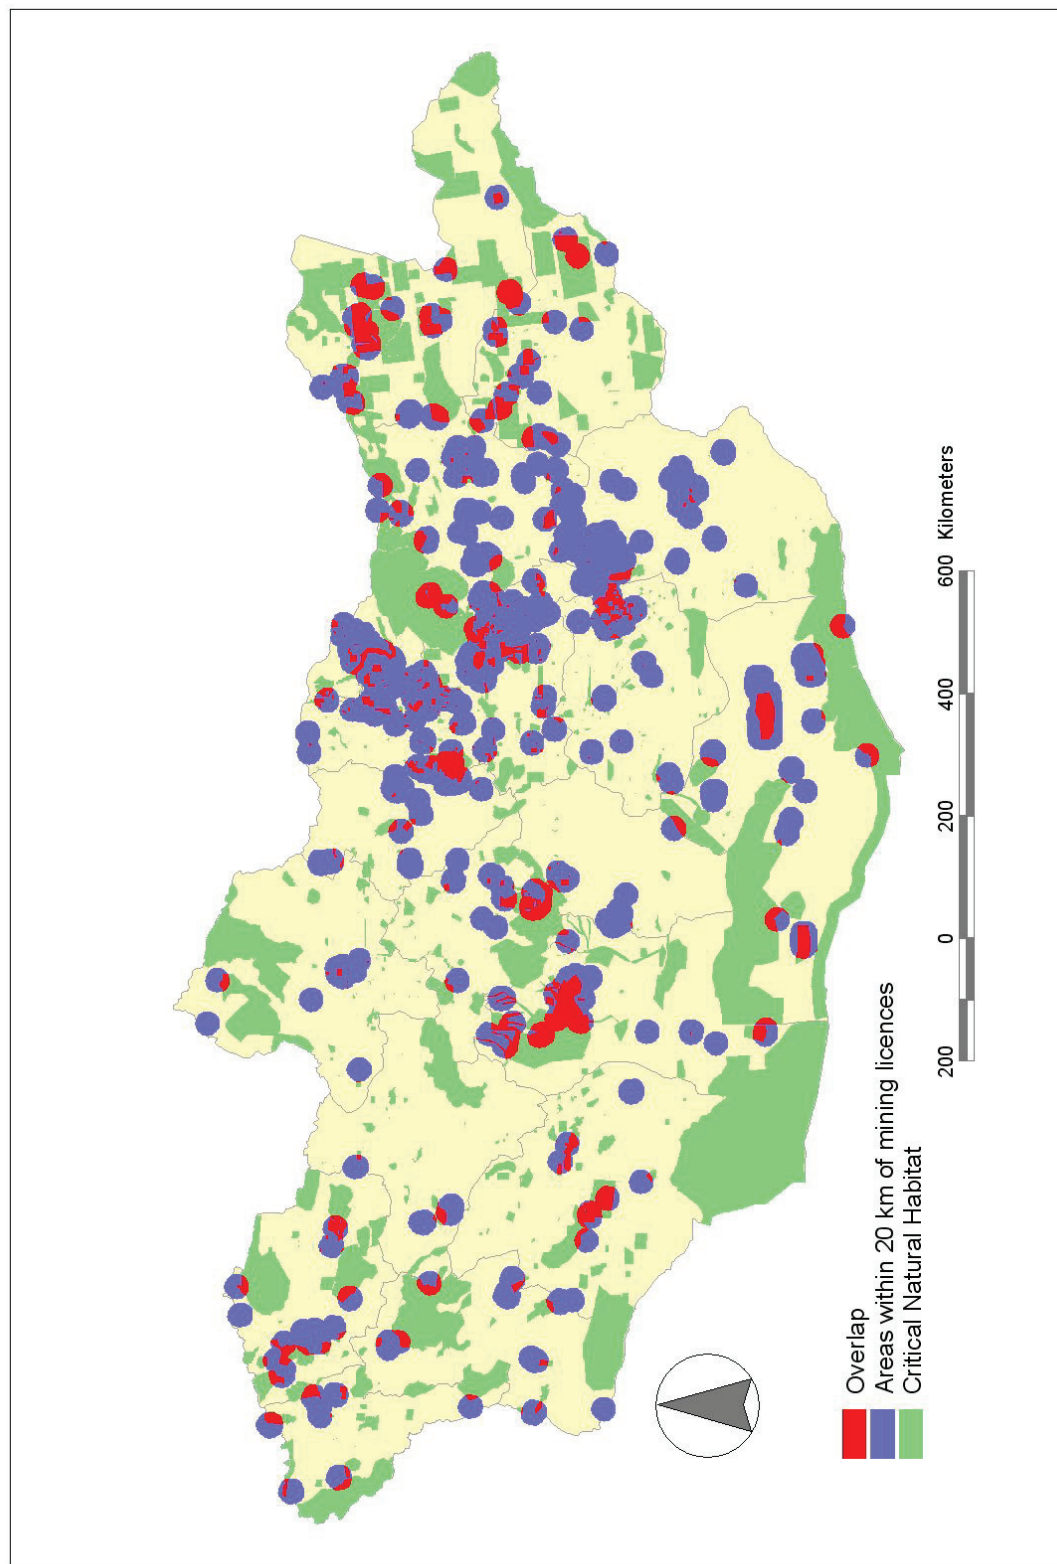 Overlap
Areas within 20 km of mining licences
Critical Natural Habitat
200 0 200 400 600 Kilometers